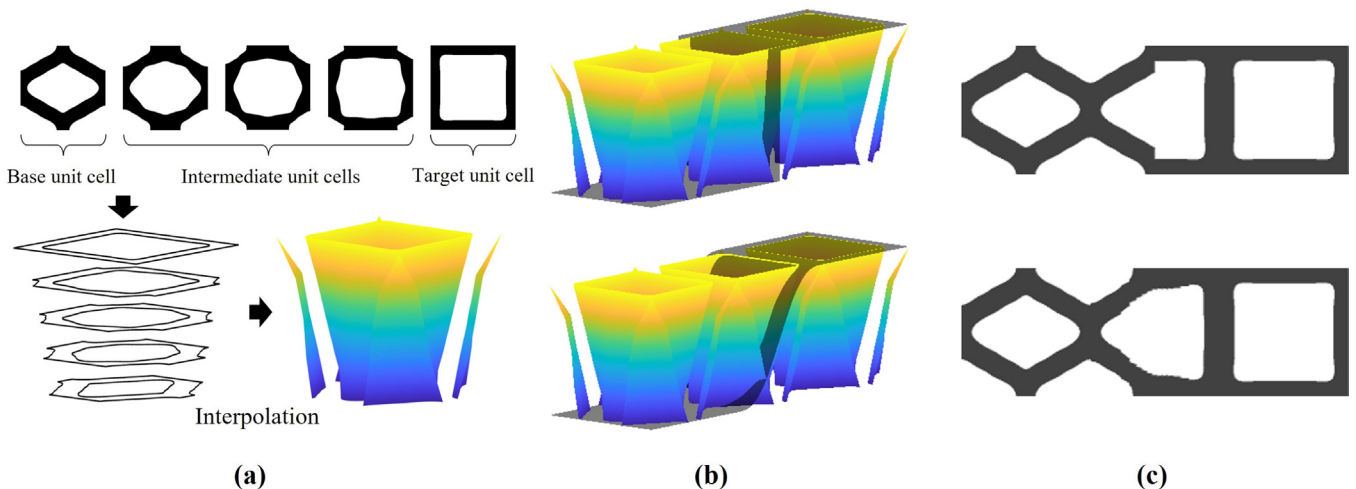 Base unit cell
Intermediate unit cells
Target unit cell
Interpolation
(a)
(b)
(c)